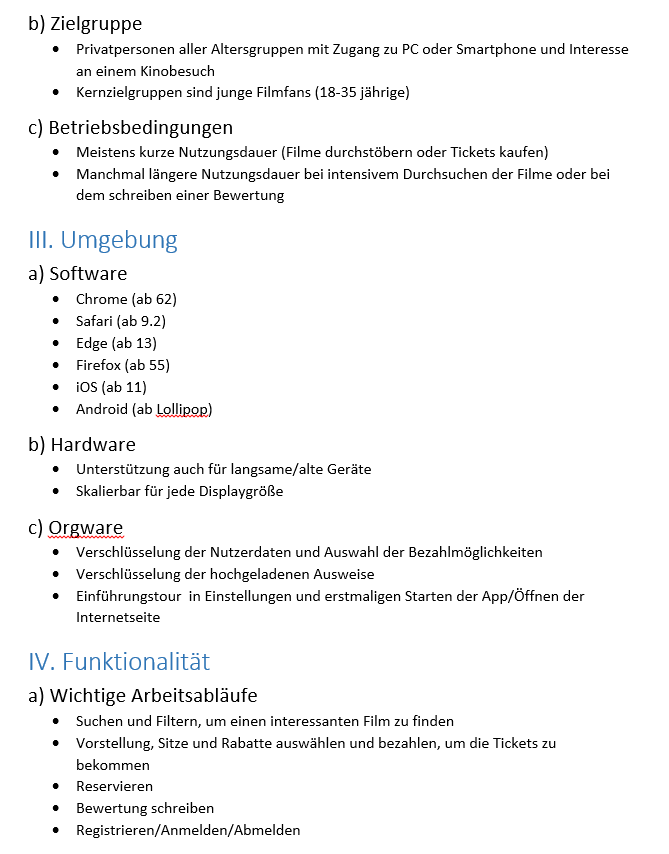 b) Zielgruppe
• Privatpersonen aller Altersgruppen mit Zugang zu PC oder Smartphone und Interesse
an einem Kinobesuch
• Kernzielgruppen sind junge Filmfans (18-35 jährige)
c) Betriebsbedingungen
• Meistens kurze Nutzungsdauer (Filme durchstöbern oder Tickets kaufen)
• Manchmal längere Nutzungsdauer bei intensivem Durchsuchen der Filme oder bei
dem schreiben einer Bewertung
III. Umgebung
a) Software
• Chrome (ab 62)
• Safari (ab 9.2)
• Edge (ab 13)
• Firefox (ab 55)
• iOS (ab 11)
• Android (ab Lollipop)
b) Hardware
• Unterstützung auch für langsame/alte Geräte
• Skalierbar für jede Displaygröße
c) Orgware
• Verschlüsselung der Nutzerdaten und Auswahl der Bezahlmöglichkeiten
• Verschlüsselung der hochgeladenen Ausweise
• Einführungstour  in Einstellungen und erstmaligen Starten der App/Öffnen der
Internetseite
IV. Funktionalität
a) Wichtige Arbeitsabläufe
• Suchen und Filtern, um einen interessanten Film zu finden
• Vorstellung, Sitze und Rabatte auswählen und bezahlen, um die Tickets zu
bekommen
• Reservieren
• Bewertung schreiben
• Registrieren/Anmelden/Abmelden